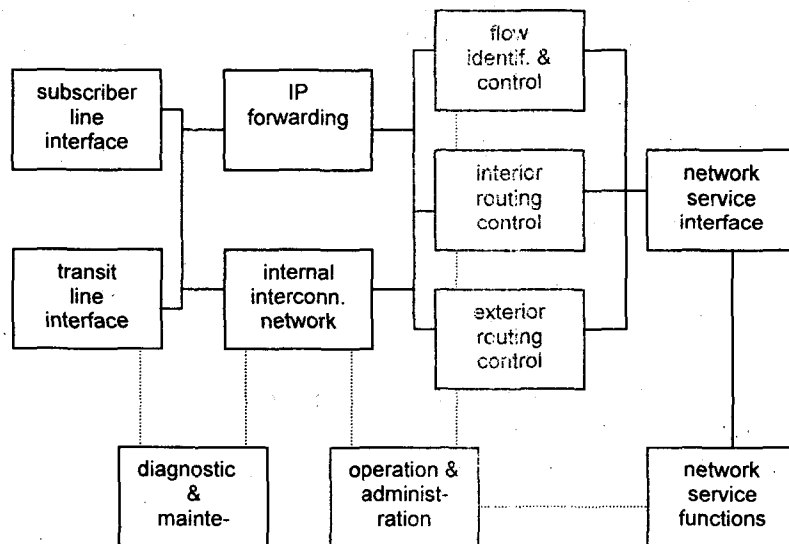 subscriber
line
interface
IP
forwarding
flow
identif. &
control
interior
routing
control
network
service
interface
transit
line
interface
internal
interconn.
network
exterior
routing
control
diagnostic
&
mainte-
operation &
administ-
ration
network
service
functions